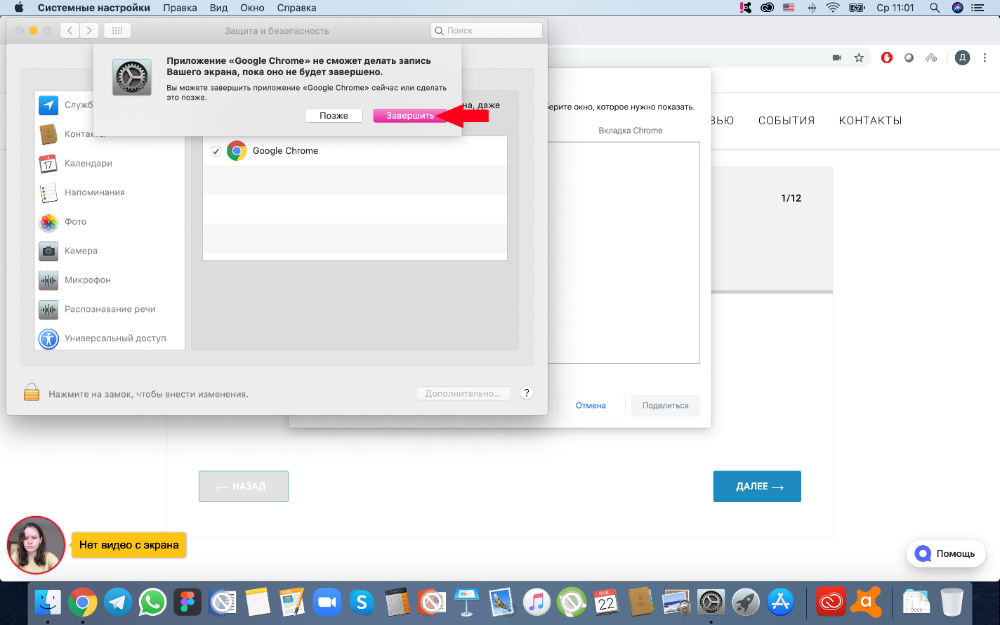 Системные настройки Правка Вид Окно Справка
Ср 11:01
Защита и безопасность
Поиск
Приложение «Google Chrome» не сможет делать запись
Вашего экрана, пока оно не будет завершено.
Вы можете завершить приложение «Google Chrome» сейчас или сделать
это позже.
Позже
Завершить
на, даже
Служб
Контакты
Календари
17
Напоминания
Фото
Камера
Микрофон
Распознавание речи
Универсальный доступ
Google Chrome
Нажмите на замок, чтобы внести изменения.
Дополнительно...
?
берите окно, которое нужно показать.
Вкладка Chrome
Отмена
Поделиться
Д
ВЬЮ СОБЫТИЯ КОНТАКТЫ
1/12
← НАЗАД
ДАЛЕЕ →
Нет видео с экрана
Помощь
ЯНВ.
22
DOCX